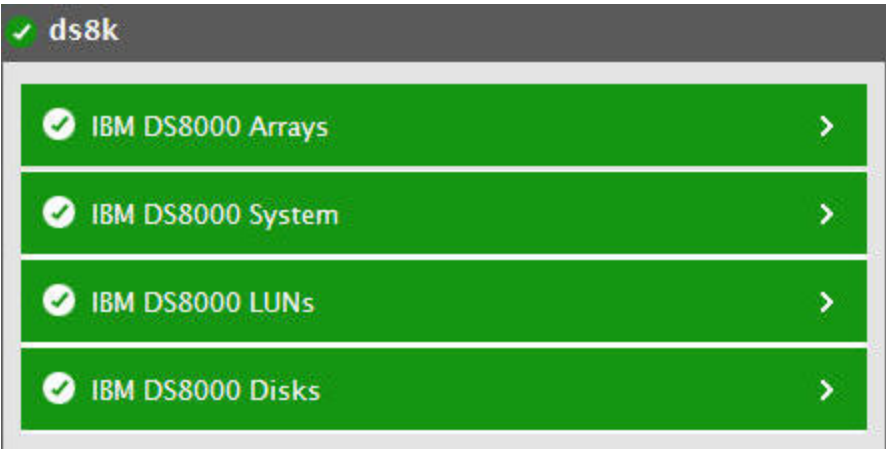 ds8k
IBM DS8000 Arrays
IBM DS8000 System
IBM DS8000 LUNs
IBM DS8000 Disks